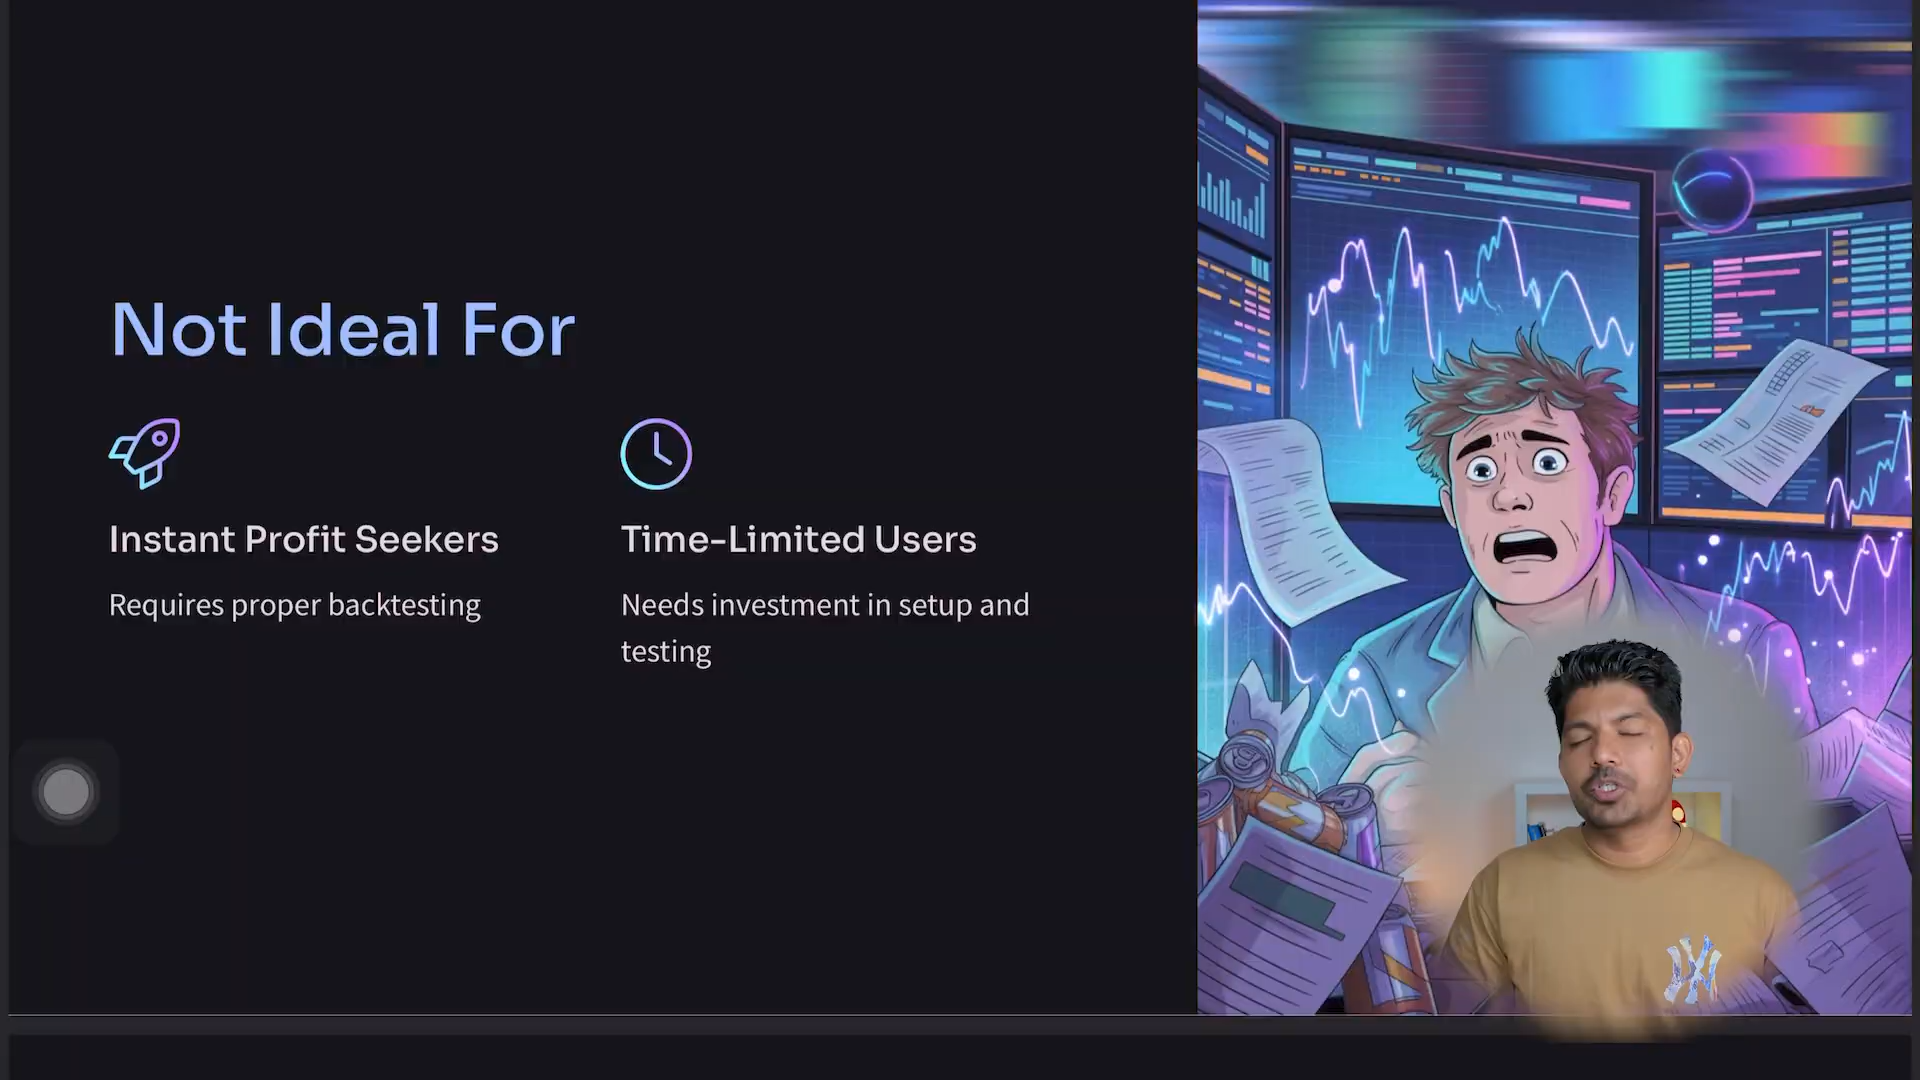 Not Ideal For
Instant Profit Seekers
Requires proper backtesting
Time-Limited Users
Needs investment in setup and
testing